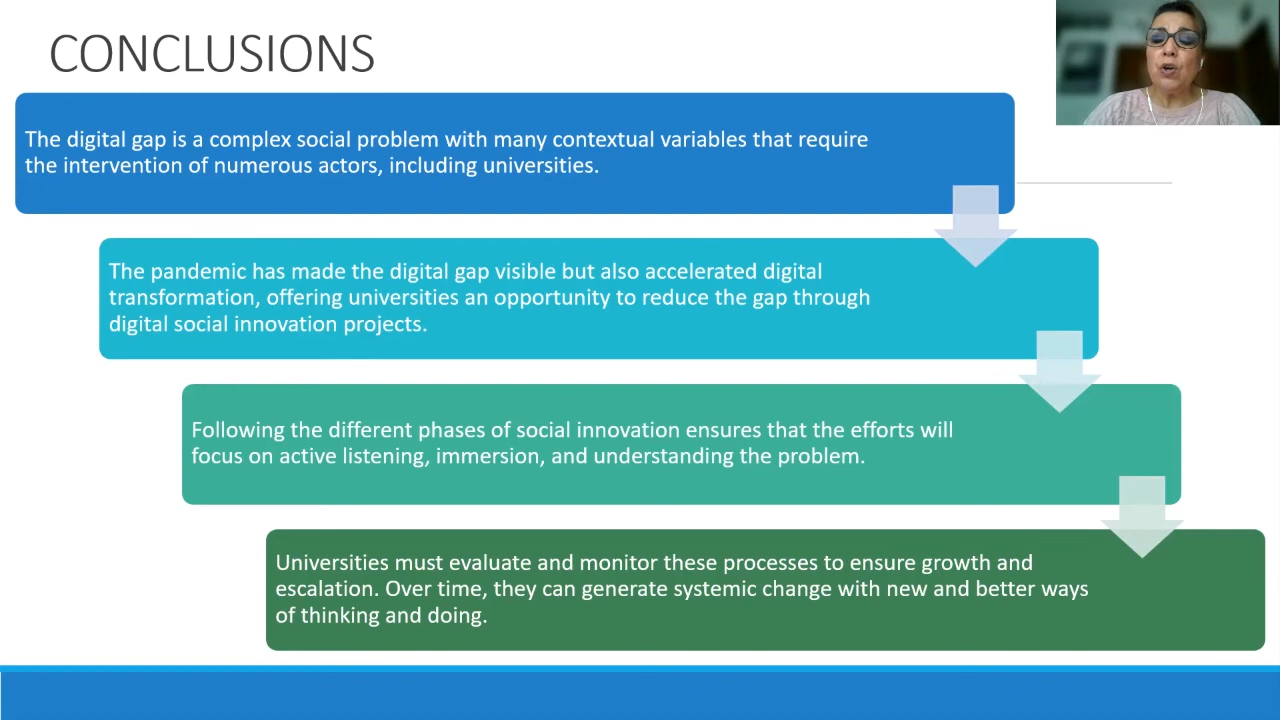 CONCLUSIONS
The digital gap is a complex social problem with many contextual variables that require
the intervention of numerous actors, including universities.
The pandemic has made the digital gap visible but also accelerated digital
transformation, offering universities an opportunity to reduce the gap through
digital social innovation projects.
Following the different phases of social innovation ensures that the efforts will
focus on active listening, immersion, and understanding the problem.
Universities must evaluate and monitor these processes to ensure growth and
escalation. Over time, they can generate systemic change with new and better ways
of thinking and doing.